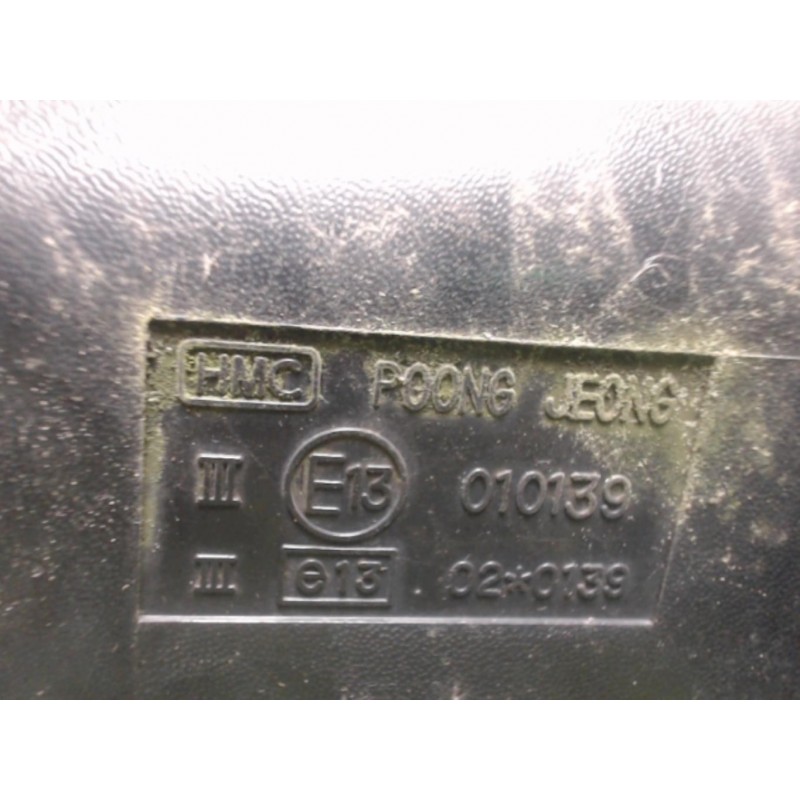 HMC POONG JEONG
III E13 010139
III e13 02*0139